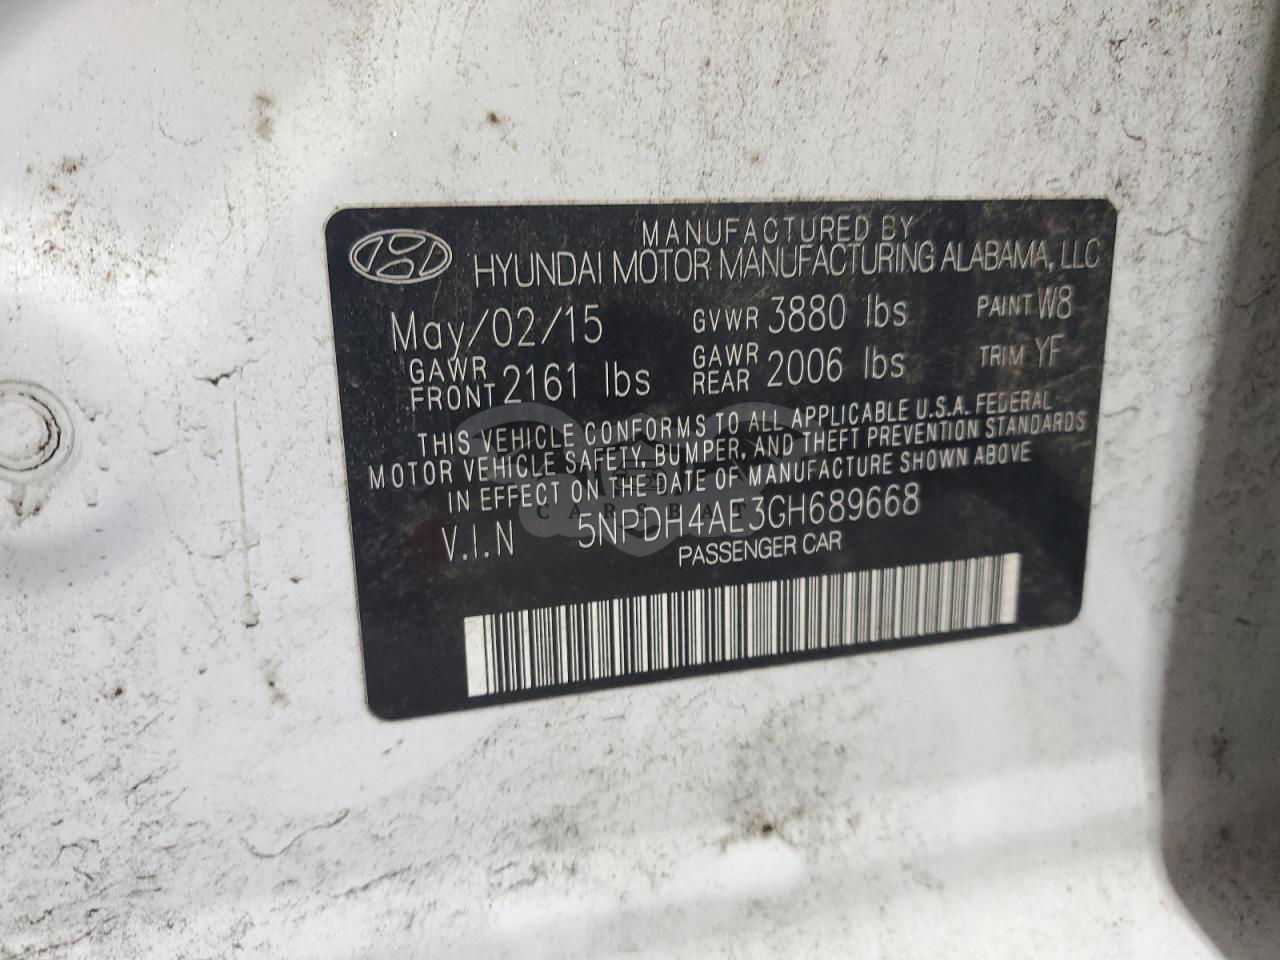 MANUFACTURED BY
HYUNDAI MOTOR MANUFACTURING ALABAMA, LLC
May/02/15 GVWR 3880 lbs PAINT W8
GAWR FRONT 2161 lbs GAWR REAR 2006 lbs TRIM YF
THIS VEHICLE CONFORMS TO ALL APPLICABLE U.S.A. FEDERAL
MOTOR VEHICLE SAFETY, BUMPER, AND THEFT PREVENTION STANDARDS
IN EFFECT ON THE DATE OF MANUFACTURE SHOWN ABOVE
CARSBAT
V.I.N 5NPDH4AE3GH689668
PASSENGER CAR